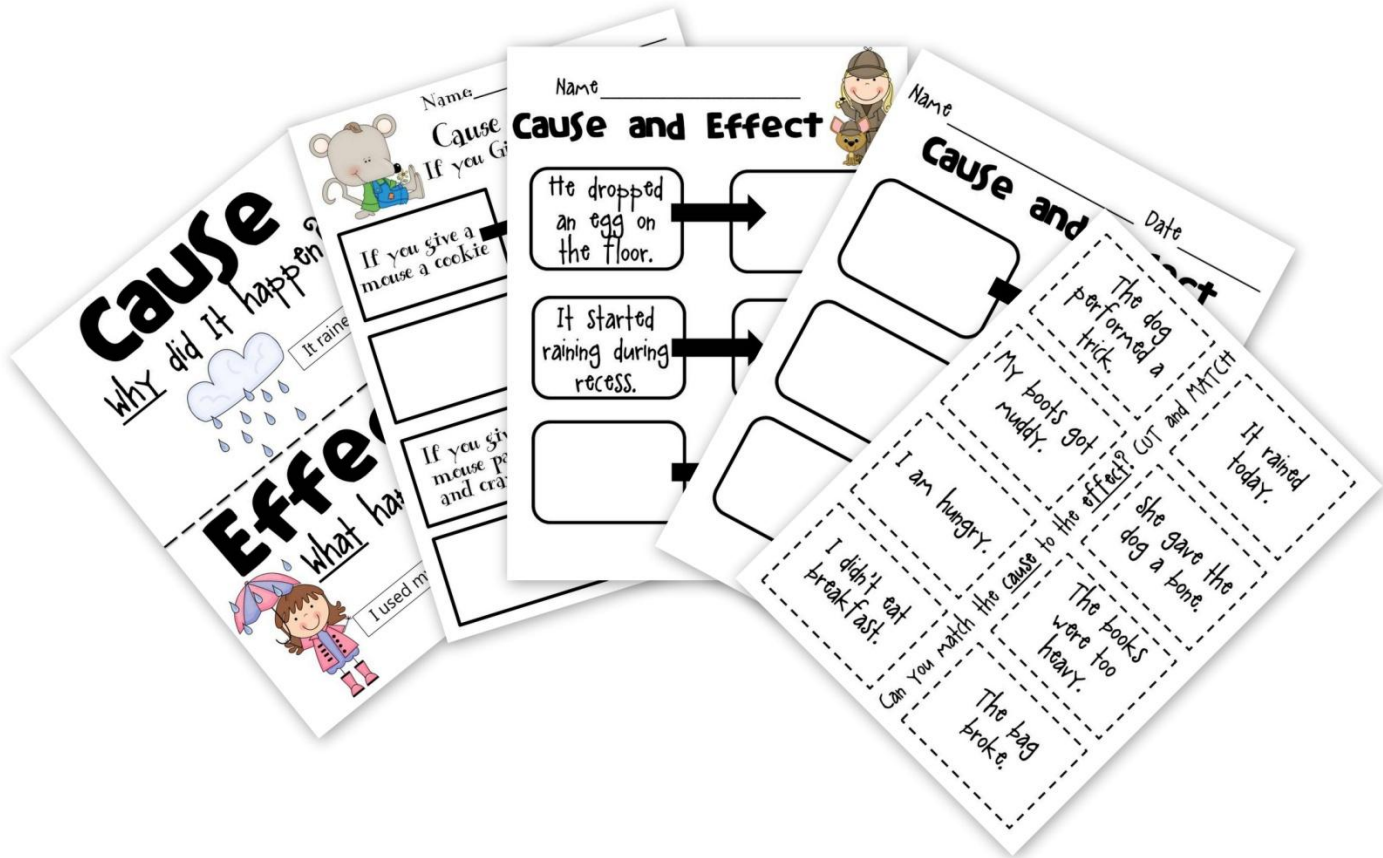 Cause
why did It happen?
It raine
Effe
what ha
I used m
Name
Cause
If you Gi
If you give a
mouse a cookie
If you giv
mouse pa
and cra
Name
Cause and Effect
He dropped
an egg on
the floor.
It started
raining during
recess.
Name
Date
Cause and
fect
The dog
performed a
trick.
My boots got
muddy.
I am hungry.
I didn't eat
breakfast.
Can you match the cause to the effect? CUT and MATCH
It rained
today.
She gave the
dog a bone.
The books
were too
heavy.
The bag
broke.